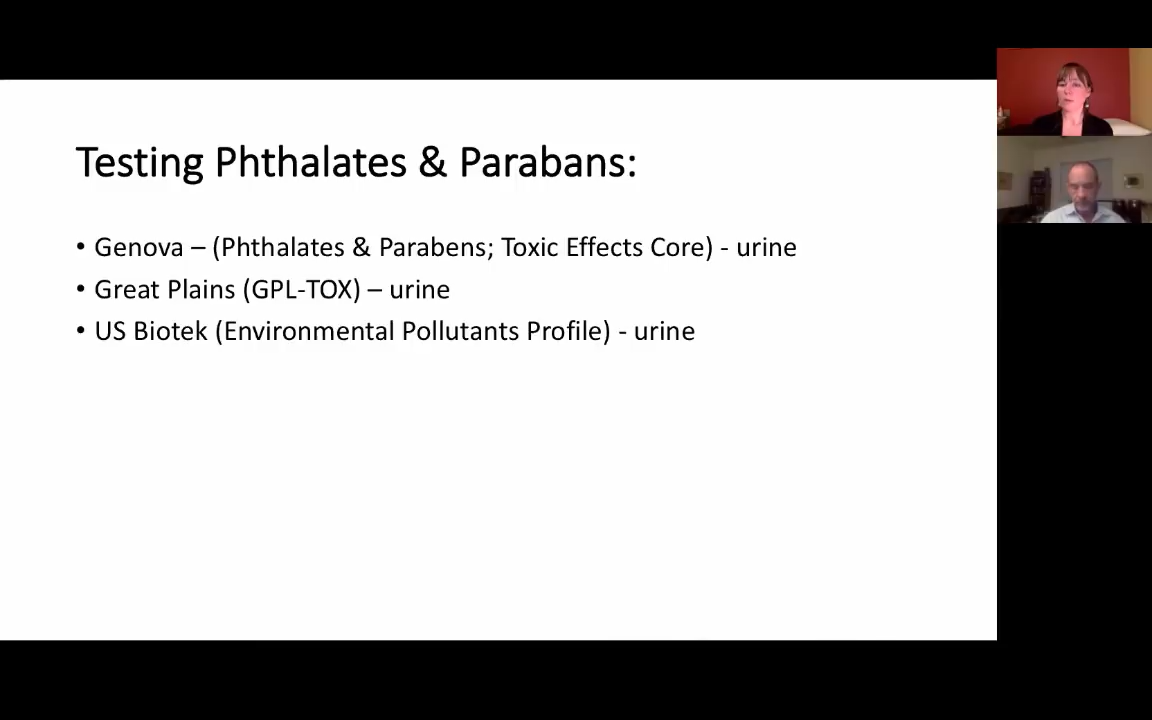 Testing Phthalates & Parabans:
• Genova – (Phthalates & Parabens; Toxic Effects Core) - urine
• Great Plains (GPL-TOX) – urine
• US Biotek (Environmental Pollutants Profile) - urine